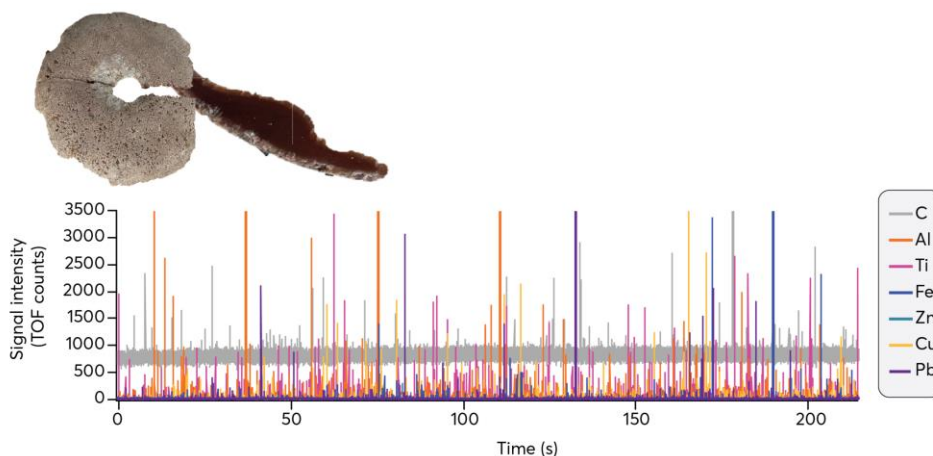 3500
3000
2500
2000
1500
1000
500
0
Signal intensity
(TOF counts)
0 50 100 150 200
Time (s)
C
Al
Ti
Fe
Zn
Cu
Pb